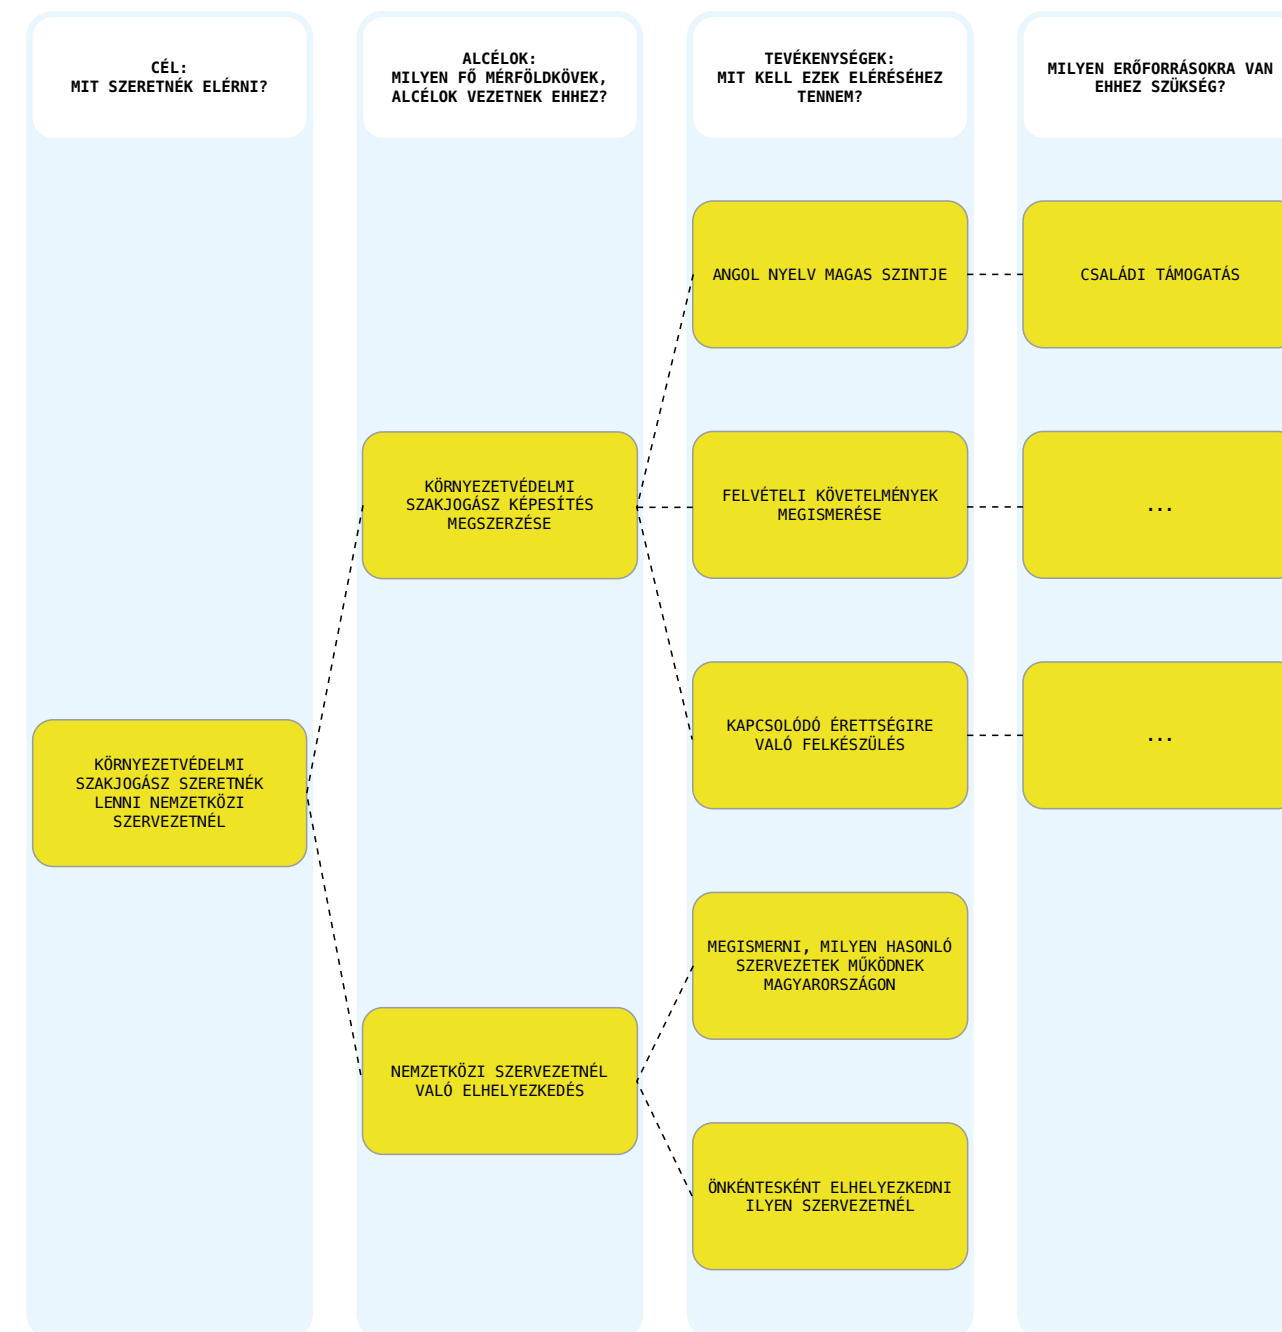 CÉL:
MIT SZERETNÉK ELÉRNI?
ALCÉLOK:
MILYEN FŐ MÉRFÖLDKÖVEK,
ALCÉLOK VEZETNEK EHHEZ?
TEVÉKENYSÉGEK:
MIT KELL EZEK ELÉRÉSÉHEZ
TENNEM?
MILYEN ERŐFORRÁSOKRA VAN
EHHEZ SZÜKSÉG?
KÖRNYEZETVÉDELMI
SZAKJOGÁSZ SZERETNÉK
LENNI NEMZETKÖZI
SZERVEZETNÉL
KÖRNYEZETVÉDELMI
SZAKJOGÁSZ KÉPESÍTÉS
MEGSZERZÉSE
NEMZETKÖZI SZERVEZETNÉL
VALÓ ELHELYEZKEDÉS
ANGOL NYELV MAGAS SZINTJE
FELVÉTELI KÖVETELMÉNYEK
MEGISMERÉSE
KAPCSOLÓDÓ ÉRETTSÉGIRE
VALÓ FELKÉSZÜLÉS
MEGISMERNI, MILYEN HASONLÓ
SZERVEZETEK MŰKÖDNEK
MAGYARORSZÁGON
ÖNKÉNTESKÉNT ELHELYEZKEDNI
ILYEN SZERVEZETNÉL
CSALÁDI TÁMOGATÁS
...
...